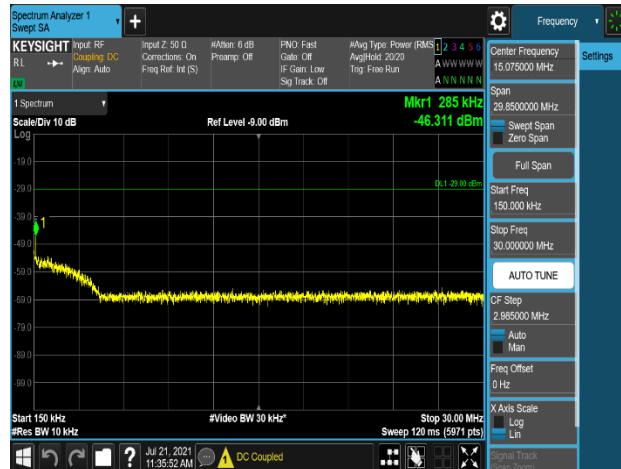 Spectrum Analyzer 1
Swept SA
+
Frequency
KEYSIGHT
RL
LXI
Input: RF
Coupling: DC
Align: Auto
Input Z: 50 Ω
Corrections: On
Freq Ref: Int (S)
#Atten: 6 dB
Preamp: Off
PNO: Fast
Gate: Off
IF Gain: Low
Sig Track: Off
#Avg Type: Power (RMS
Avg|Hold: 20/20
Trig: Free Run
1 2 3 4 5 6
A W W W W W
A N N N N N
1 Spectrum
Scale/Div 10 dB
Log
Ref Level -9.00 dBm
Mkr1 285 kHz
-46.311 dBm
DL1 -29.00 dBm
1
-19.0
-29.0
-39.0
-49.0
-59.0
-69.0
-79.0
-89.0
-99.0
Start 150 kHz
#Res BW 10 kHz
#Video BW 30 kHz*
Stop 30.00 MHz
Sweep 120 ms (5971 pts)
?
Jul 21, 2021
11:35:52 AM
DC Coupled
Settings
Center Frequency
15.075000 MHz
Span
29.8500000 MHz
Swept Span
Zero Span
Full Span
Start Freq
150.000 kHz
Stop Freq
30.000000 MHz
AUTO TUNE
CF Step
2.985000 MHz
Auto
Man
Freq Offset
0 Hz
X Axis Scale
Log
Lin
Signal Track
(Span Zoom)